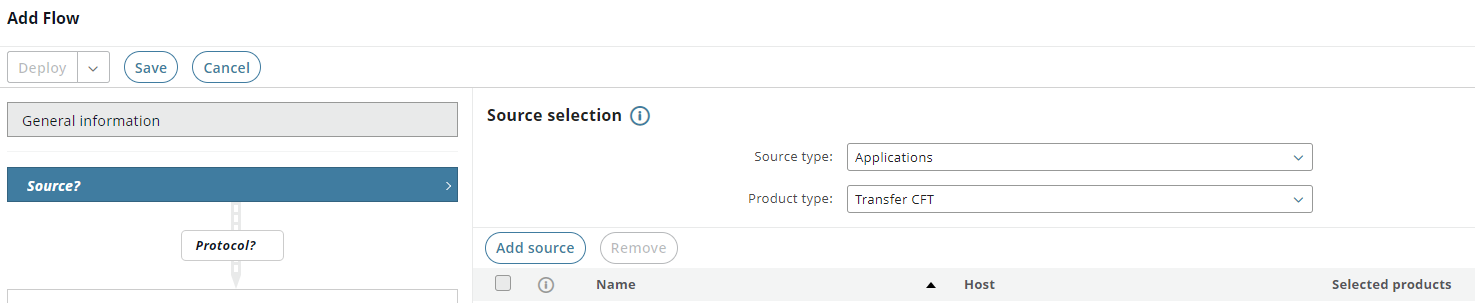 Add Flow
Deploy Save Cancel
General information
Source selection
Source type: Applications
Source?
Product type: Transfer CFT
Protocol?
Add source Remove
Name Host Selected products